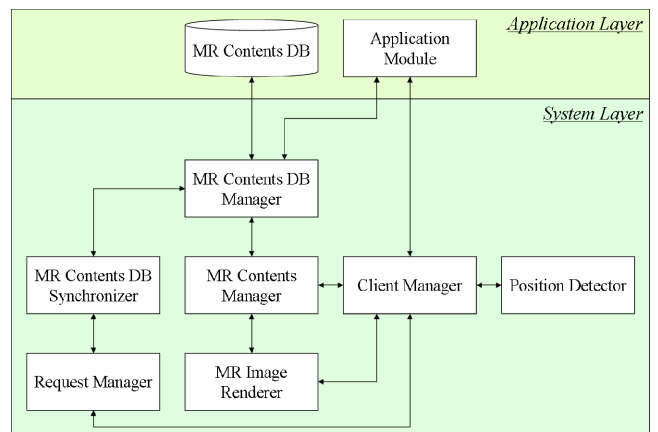 Application Layer
MR Contents DB
Application
Module
System Layer
MR Contents DB
Manager
MR Contents DB
Synchronizer
MR Contents
Manager
Client Manager
Position Detector
Request Manager
MR Image
Renderer